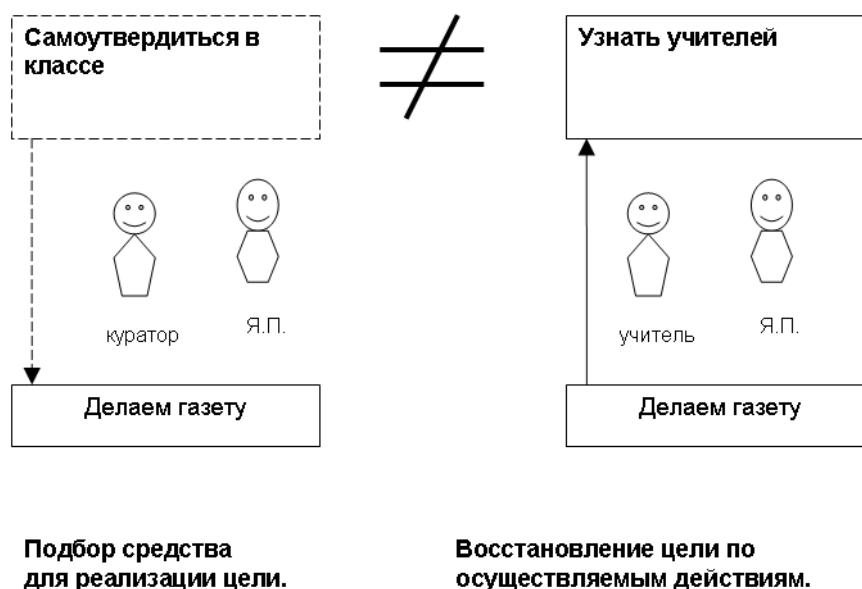 Самоутвердиться в
классе
Узнать учителей
куратор
Я.П.
учитель
Я.П.
Делаем газету
Делаем газету
Подбор средства
для реализации цели.
Восстановление цели по
осуществляемым действиям.